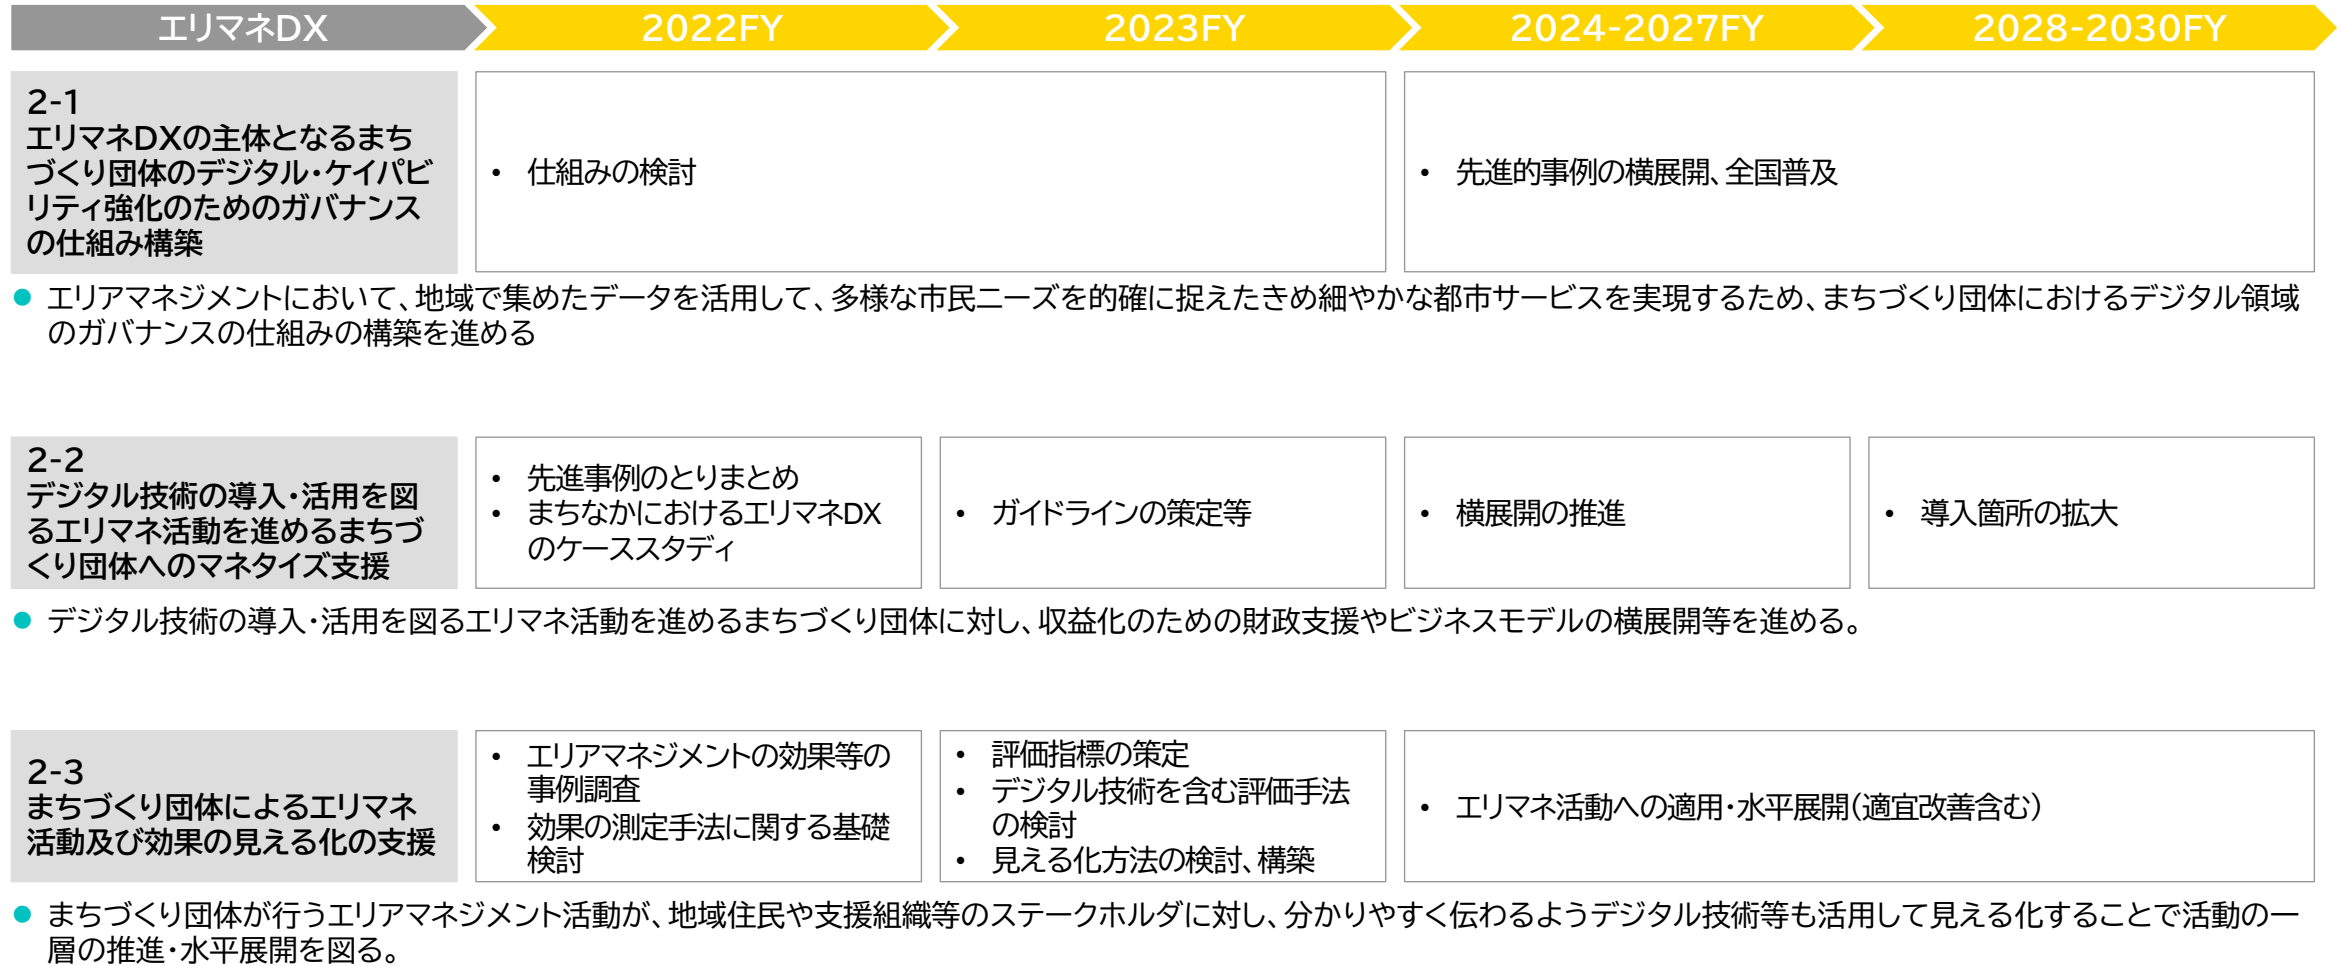 エリマネDX
2022FY
2023FY
2024-2027FY
2028-2030FY
2-1
エリマネDXの主体となるまち
づくり団体のデジタル・ケイパビ
リティ強化のためのガバナンス
の仕組み構築
• 仕組みの検討
• 先進的事例の横展開、全国普及
● エリアマネジメントにおいて、地域で集めたデータを活用して、多様な市民ニーズを的確に捉えたきめ細やかな都市サービスを実現するため、まちづくり団体におけるデジタル領域
のガバナンスの仕組みの構築を進める
2-2
デジタル技術の導入・活用を図
るエリマネ活動を進めるまちづ
くり団体へのマネタイズ支援
• 先進事例のとりまとめ
• まちなかにおけるエリマネDX
のケーススタディ
• ガイドラインの策定等
• 横展開の推進
• 導入箇所の拡大
● デジタル技術の導入・活用を図るエリマネ活動を進めるまちづくり団体に対し、収益化のための財政支援やビジネスモデルの横展開等を進める。
2-3
まちづくり団体によるエリマネ
活動及び効果の見える化の支援
• エリアマネジメントの効果等の
事例調査
• 効果の測定手法に関する基礎
検討
• 評価指標の策定
• デジタル技術を含む評価手法
の検討
• 見える化方法の検討、構築
• エリマネ活動への適用・水平展開(適宜改善含む)
● まちづくり団体が行うエリアマネジメント活動が、地域住民や支援組織等のステークホルダに対し、分かりやすく伝わるようデジタル技術等も活用して見える化することで活動の一
層の推進・水平展開を図る。